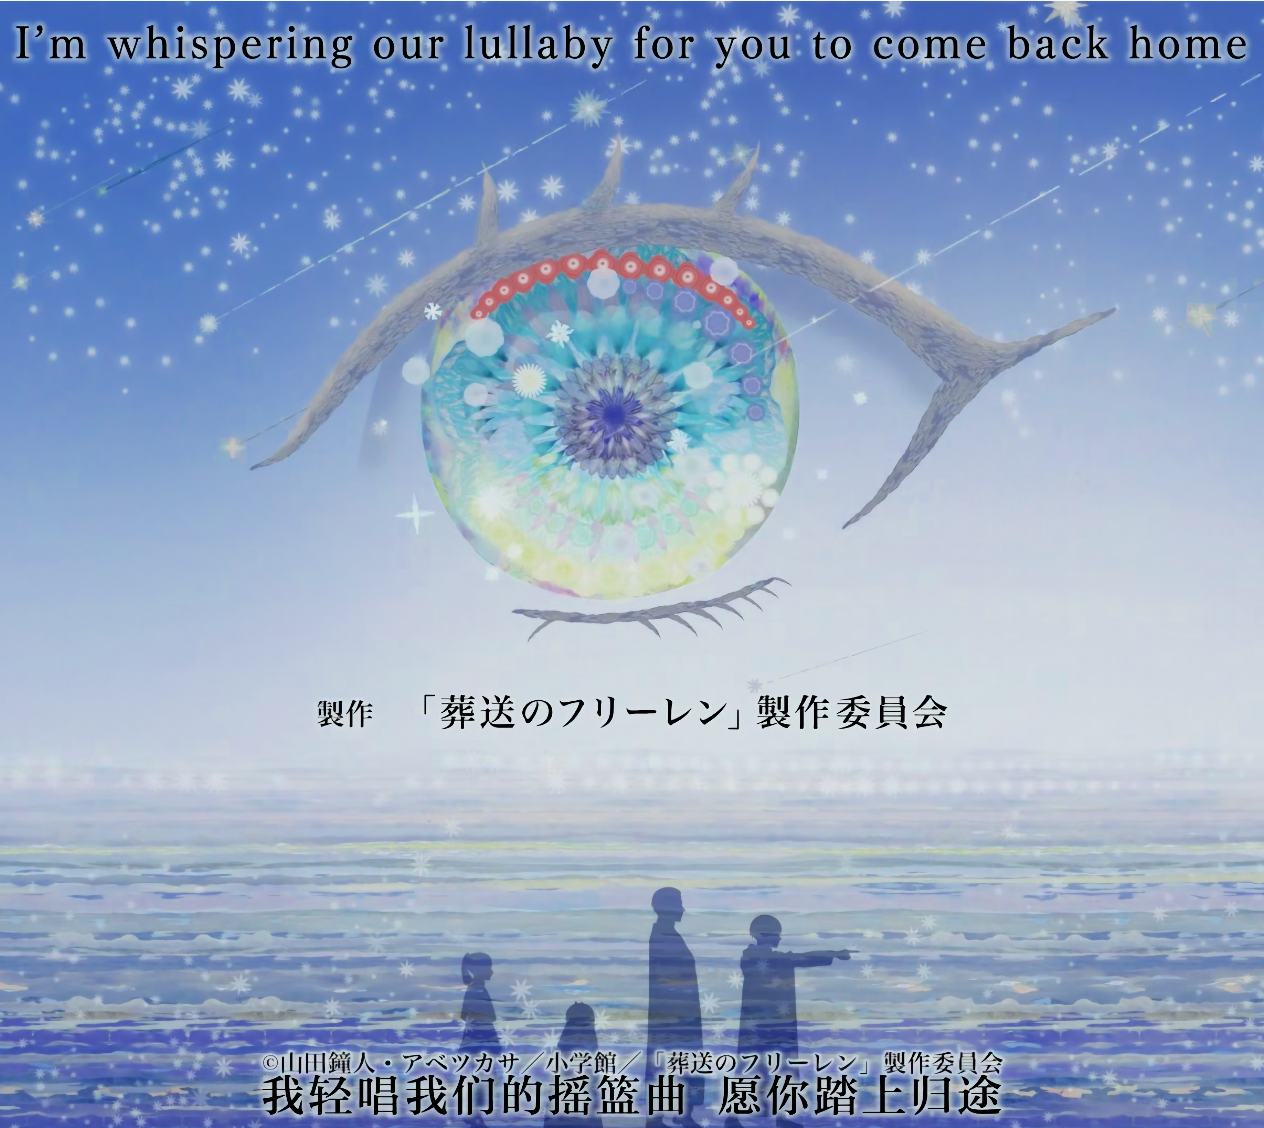 I’m whispering our lullaby for you to come back home
製作　「葬送のフリーレン」製作委員会
©山田鐘人・アベツカサ／小学館／「葬送のフリーレン」製作委員会
我轻唱我们的摇篮曲 愿你踏上归途